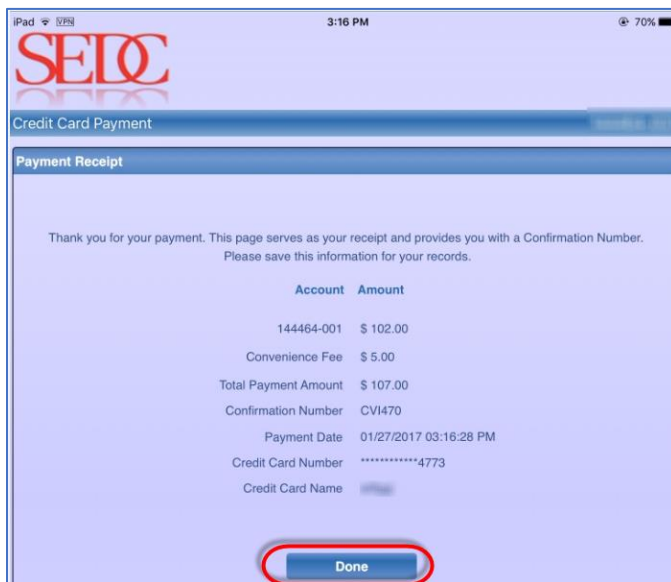 iPad VPN 3:16 PM 70%
SEDC
Credit Card Payment
Payment Receipt
Thank you for your payment. This page serves as your receipt and provides you with a Confirmation Number.
Please save this information for your records.
Account Amount
144464-001 $ 102.00
Convenience Fee $ 5.00
Total Payment Amount $ 107.00
Confirmation Number CVI470
Payment Date 01/27/2017 03:16:28 PM
Credit Card Number ************4773
Credit Card Name
Done